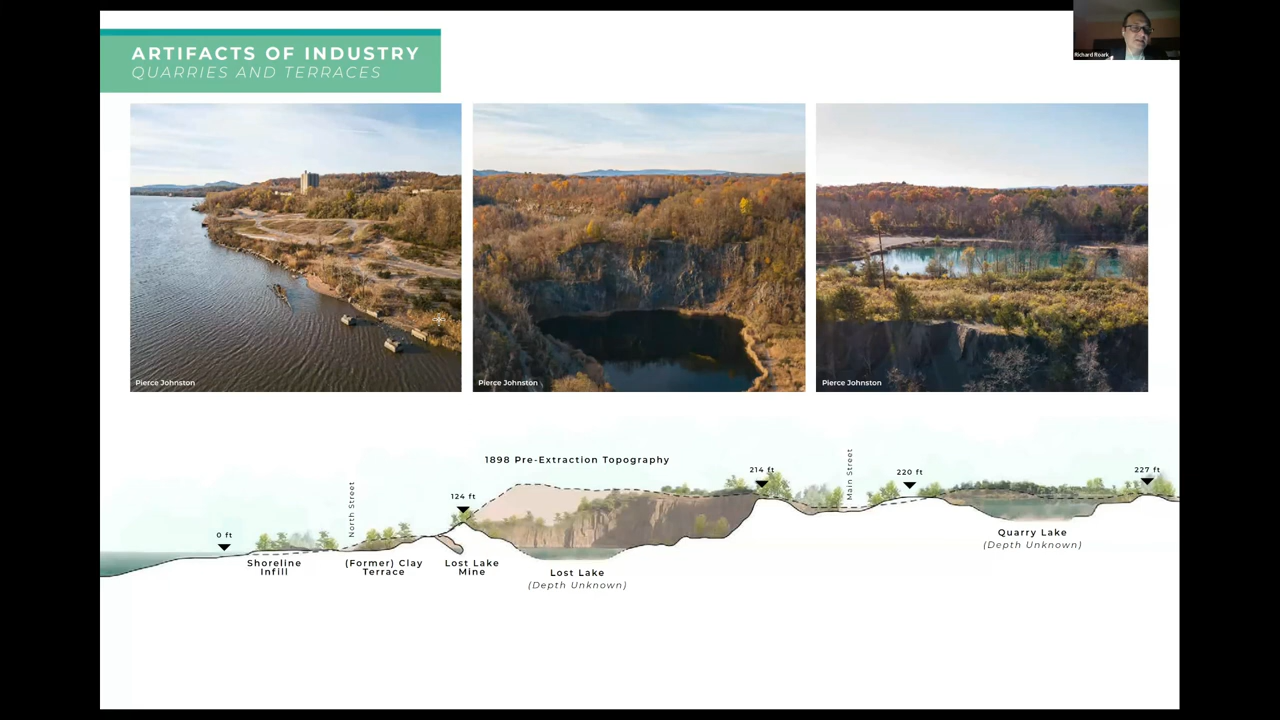 ARTIFACTS OF INDUSTRY
QUARRIES AND TERRACES
Richard Roark
Pierce Johnston
Pierce Johnston
Pierce Johnston
1898 Pre-Extraction Topography
0 ft
North Street
124 ft
214 ft
Main Street
220 ft
227 ft
Shoreline
Infill
(Former) Clay
Terrace
Lost Lake
Mine
Lost Lake
(Depth Unknown)
Quarry Lake
(Depth Unknown)